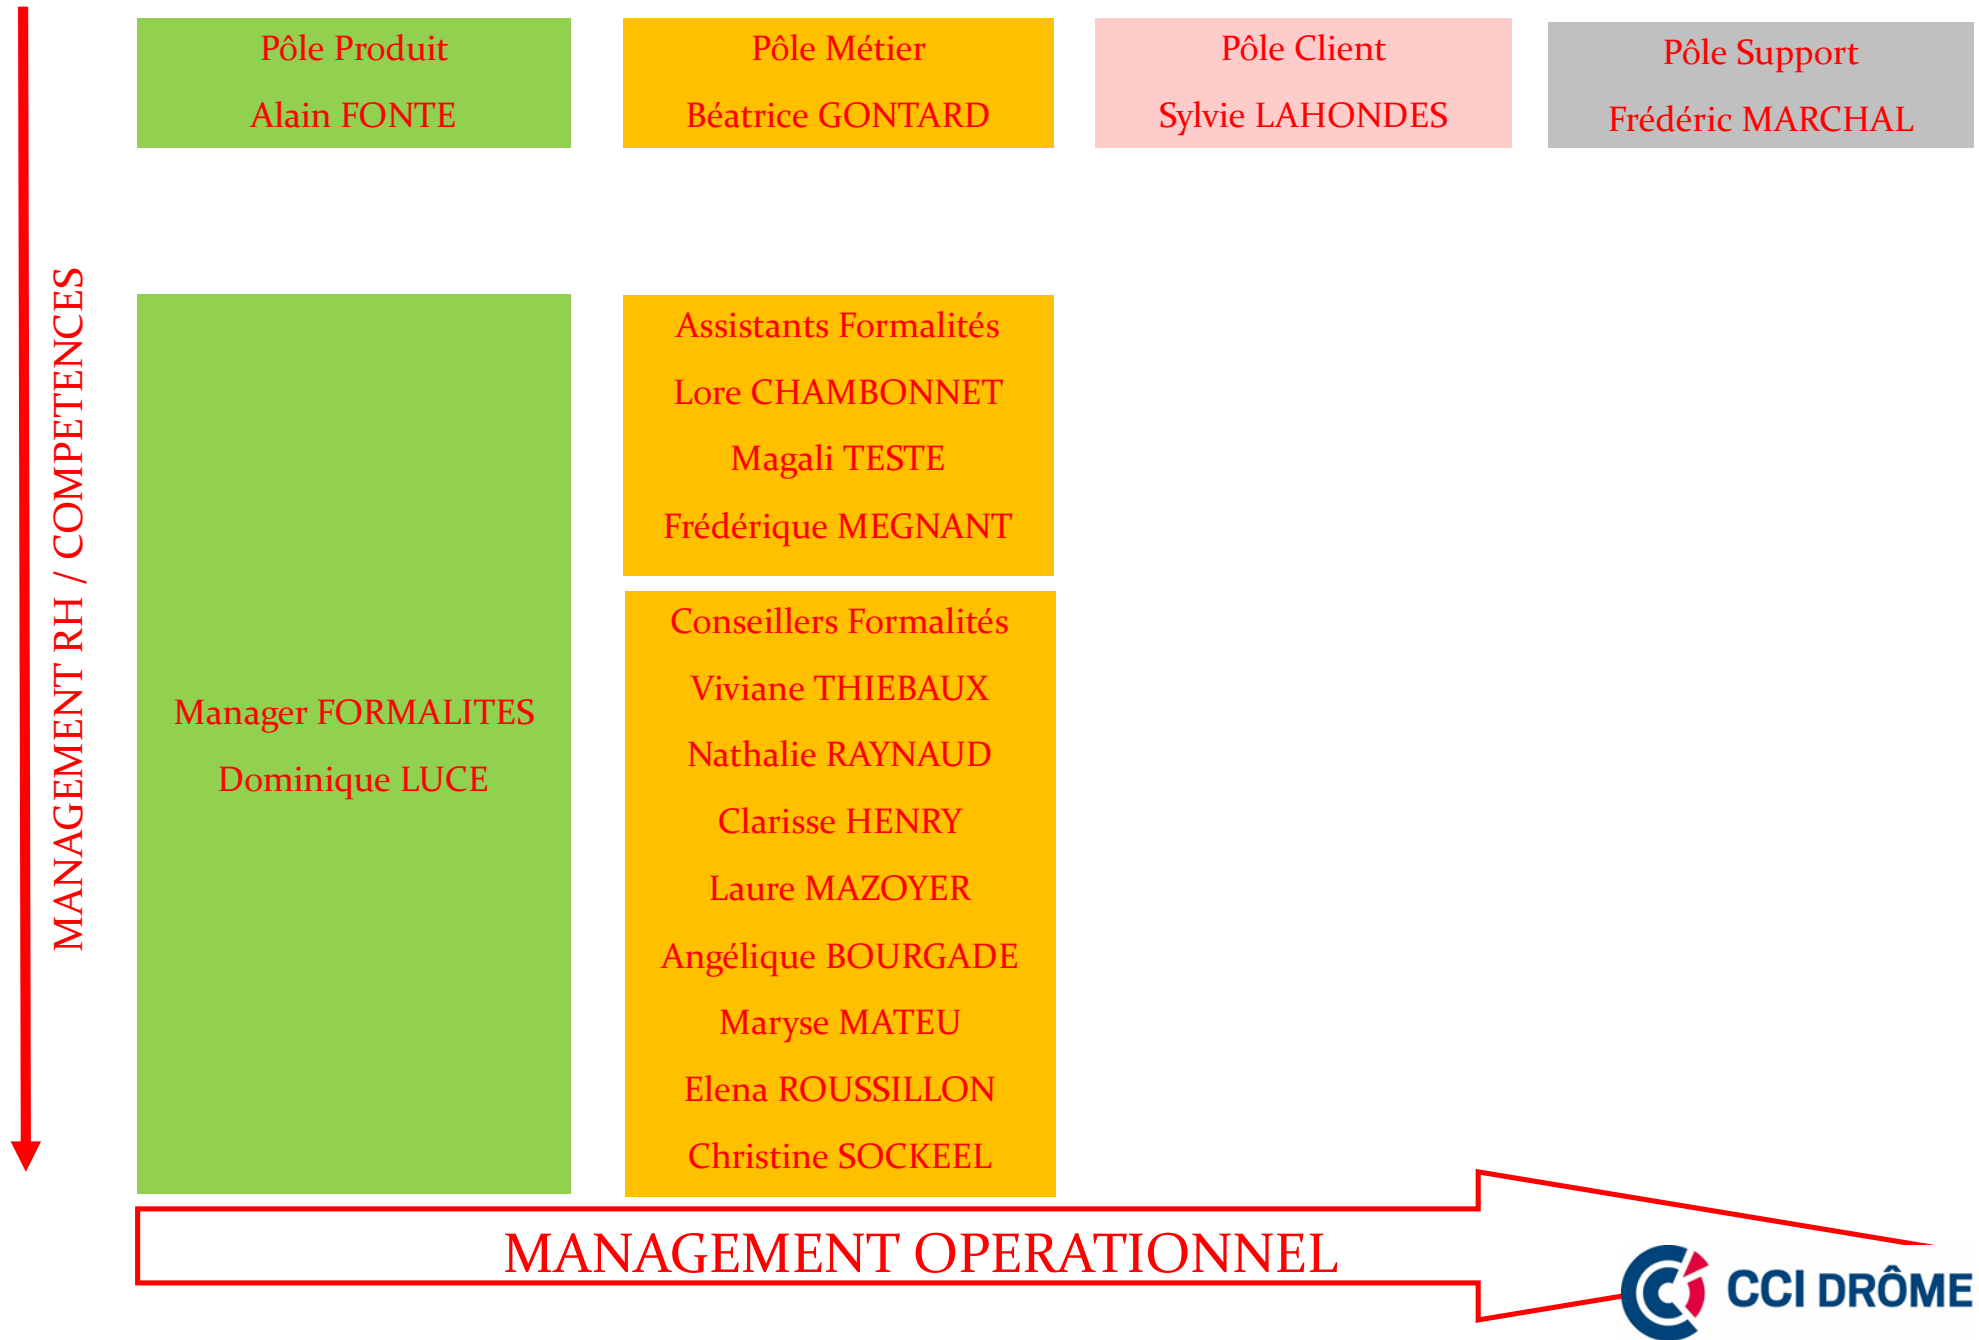 Pôle Produit
Alain FONTE
Pôle Métier
Béatrice GONTARD
Pôle Client
Sylvie LAHONDES
Pôle Support
Frédéric MARCHAL
MANAGEMENT RH / COMPETENCES
Manager FORMALITES
Dominique LUCE
Assistants Formalités
Lore CHAMBONNET
Magali TESTE
Frédérique MEGNANT
Conseillers Formalités
Viviane THIEBAUX
Nathalie RAYNAUD
Clarisse HENRY
Laure MAZOYER
Angélique BOURGADE
Maryse MATEU
Elena ROUSSILLON
Christine SOCKEEL
MANAGEMENT OPERATIONNEL
CCI DRÔME